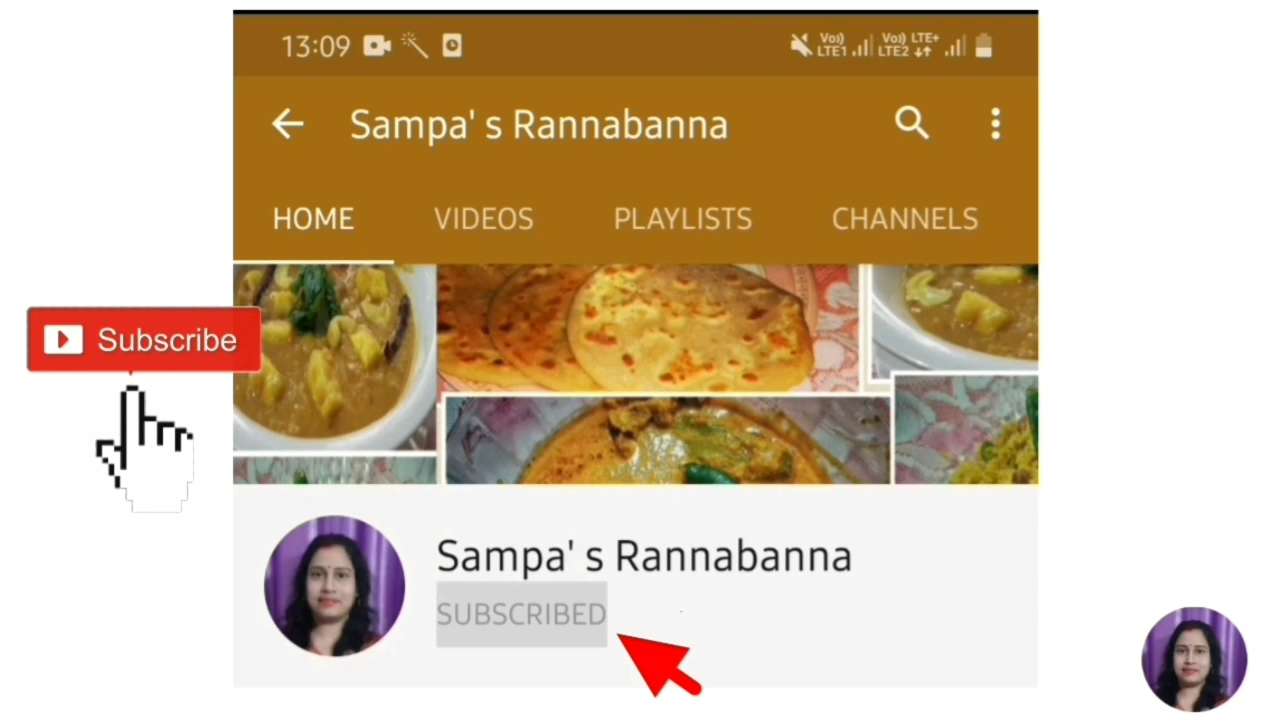 13:09 Vo)) LTE1 Vo)) LTE+ LTE2
Sampa' s Rannabanna
HOME VIDEOS PLAYLISTS CHANNELS
Subscribe
Sampa' s Rannabanna
SUBSCRIBED